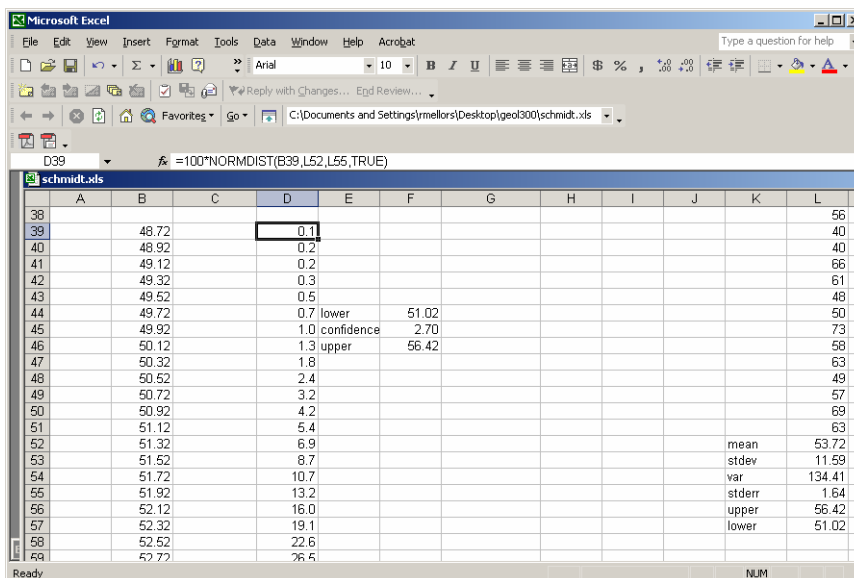 Microsoft Excel
File Edit View Insert Format Tools Data Window Help Acrobat Type a question for help
Σ ? » Arial 10 B I U $ % , .00 .00 A
Reply with Changes... End Review...
Favorites Go C:\Documents and Settings\rmellors\Desktop\geol300\schmidt.xls
D39 fx =100*NORMDIST(B39,L52,L55,TRUE)
schmidt.xls
A B C D E F G H I J K L
38 56
39 48.72 0.1 40
40 48.92 0.2 40
41 49.12 0.2 66
42 49.32 0.3 61
43 49.52 0.5 48
44 49.72 0.7 lower 51.02 50
45 49.92 1.0 confidence 2.70 73
46 50.12 1.3 upper 56.42 58
47 50.32 1.8 63
48 50.52 2.4 49
49 50.72 3.2 57
50 50.92 4.2 69
51 51.12 5.4 63
52 51.32 6.9 mean 53.72
53 51.52 8.7 stdev 11.59
54 51.72 10.7 var 134.41
55 51.92 13.2 stderr 1.64
56 52.12 16.0 upper 56.42
57 52.32 19.1 lower 51.02
58 52.52 22.6
59 52.72 26.5
Ready NUM